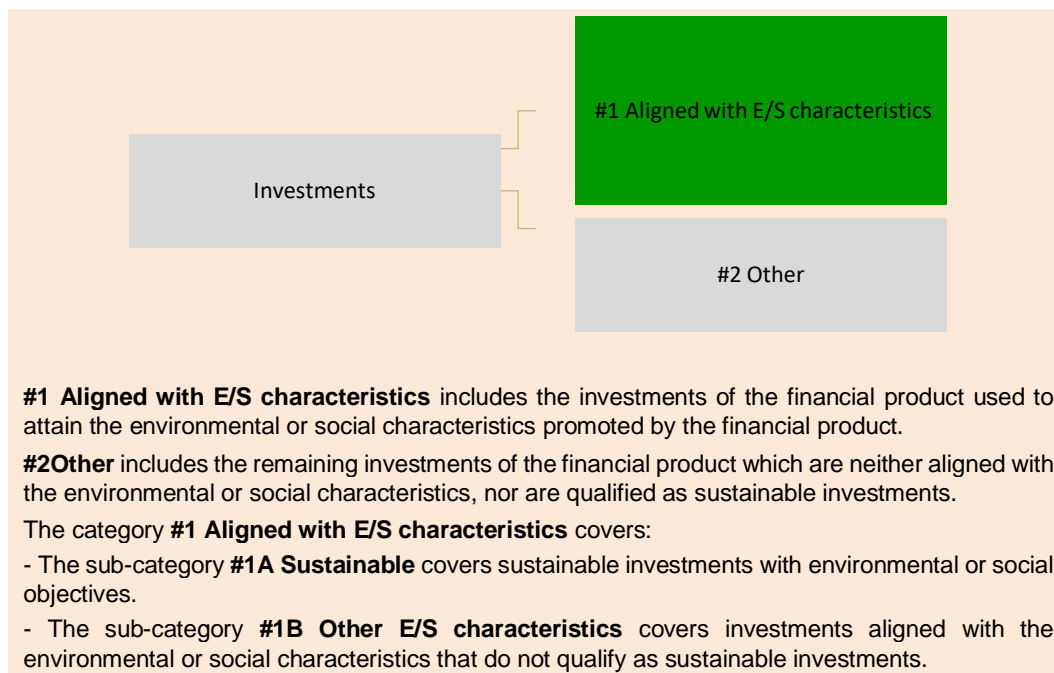 #1 Aligned with E/S characteristics
Investments
#2 Other
#1 Aligned with E/S characteristics includes the investments of the financial product used to
attain the environmental or social characteristics promoted by the financial product.
#2Other includes the remaining investments of the financial product which are neither aligned with
the environmental or social characteristics, nor are qualified as sustainable investments.
The category #1 Aligned with E/S characteristics covers:
- The sub-category #1A Sustainable covers sustainable investments with environmental or social
objectives.
- The sub-category #1B Other E/S characteristics covers investments aligned with the
environmental or social characteristics that do not qualify as sustainable investments.